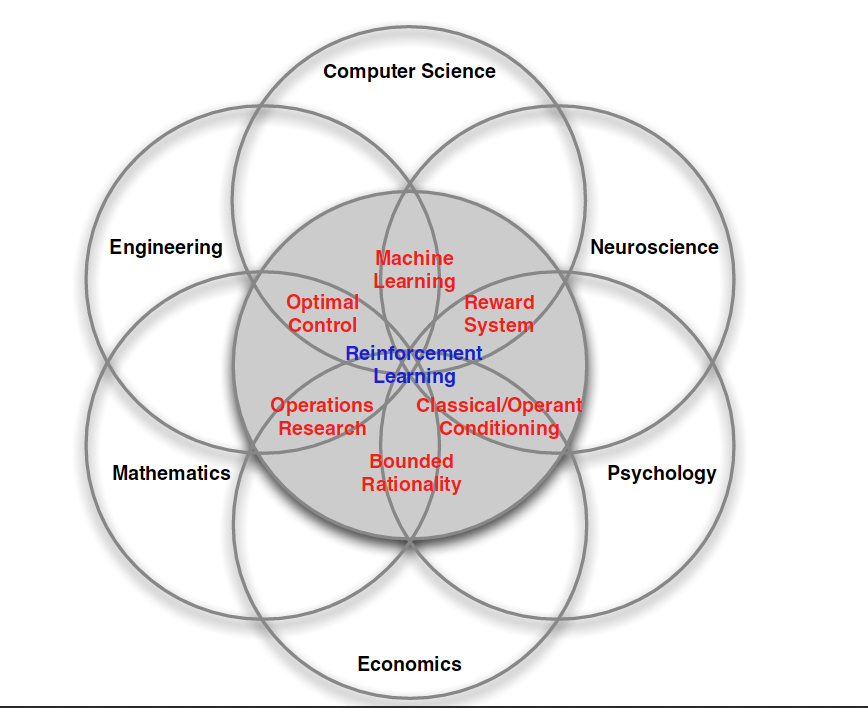 Computer Science
Engineering
Neuroscience
Machine
Learning
Optimal
Control
Reward
System
Reinforcement
Learning
Operations
Research
Classical/Operant
Conditioning
Bounded
Rationality
Mathematics
Psychology
Economics